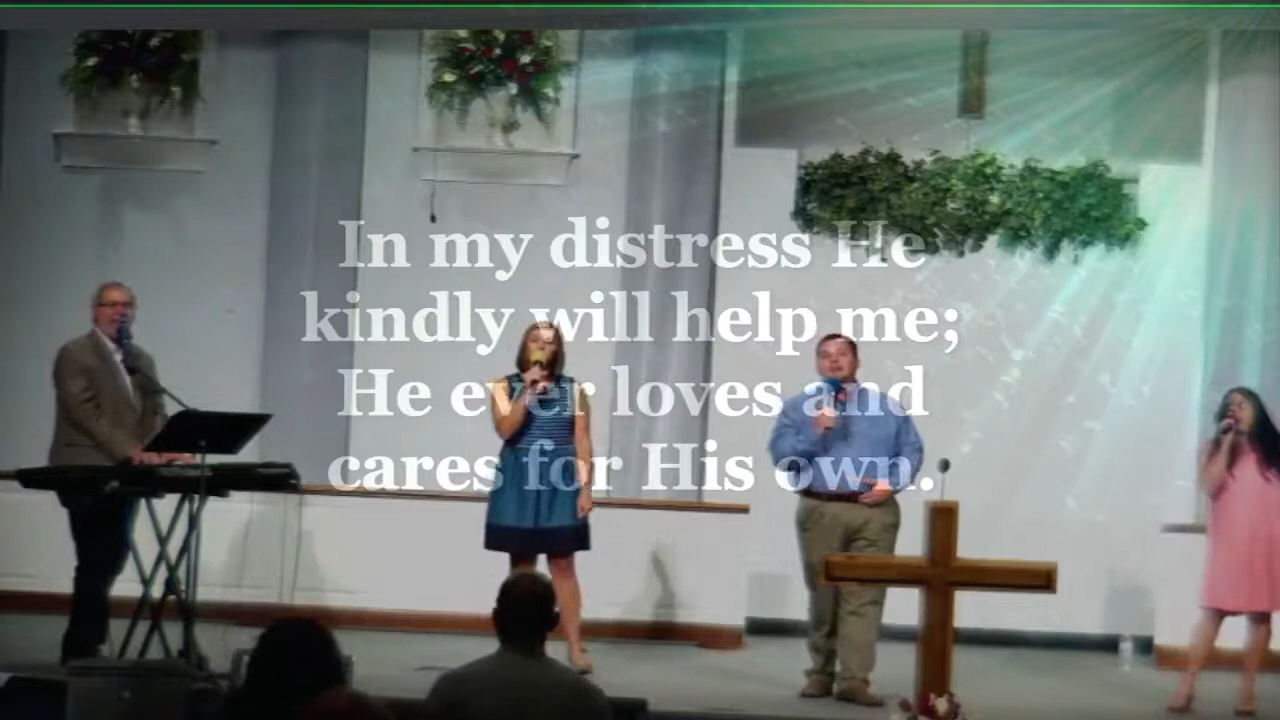 In my distress He
kindly will help me;
He ever loves and
cares for His own.